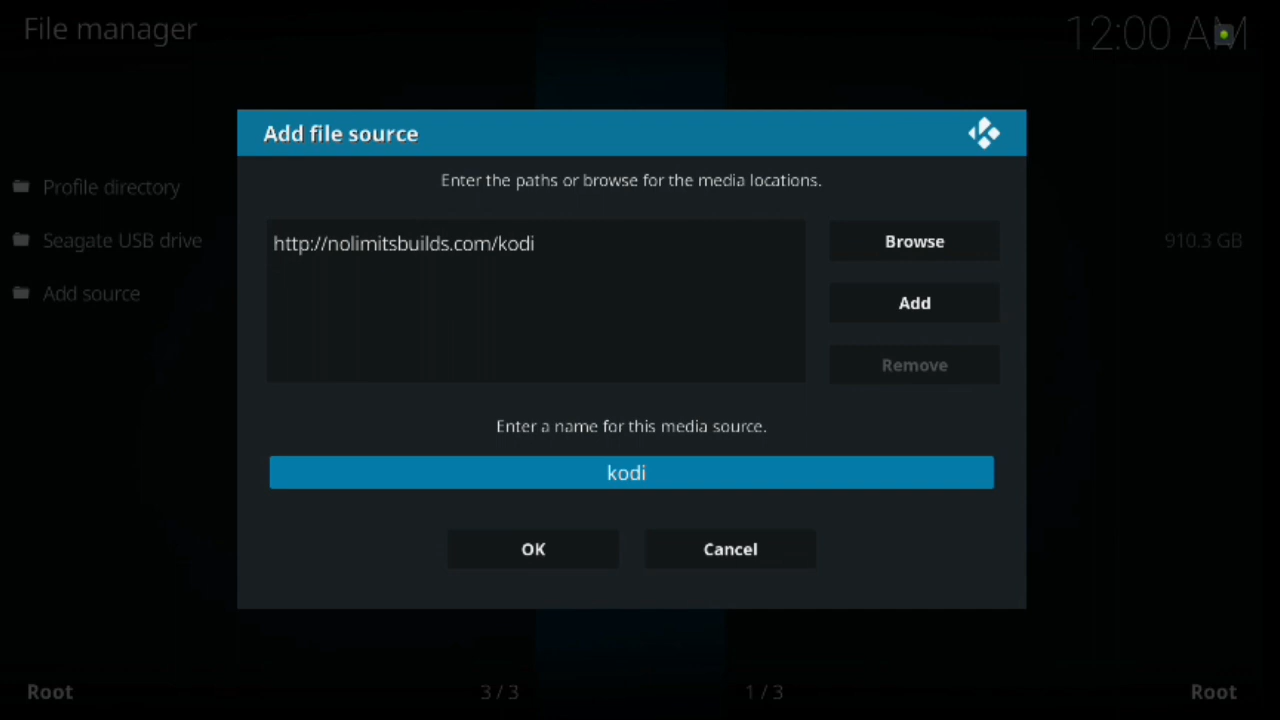 File manager
12:00 AM
Add file source
Enter the paths or browse for the media locations.
Profile directory
http://nolimitsbuilds.com/kodi
Browse
Seagate USB drive
910.3 GB
Add source
Add
Remove
Enter a name for this media source.
kodi
OK
Cancel
Root
3 / 3
1 / 3
Root